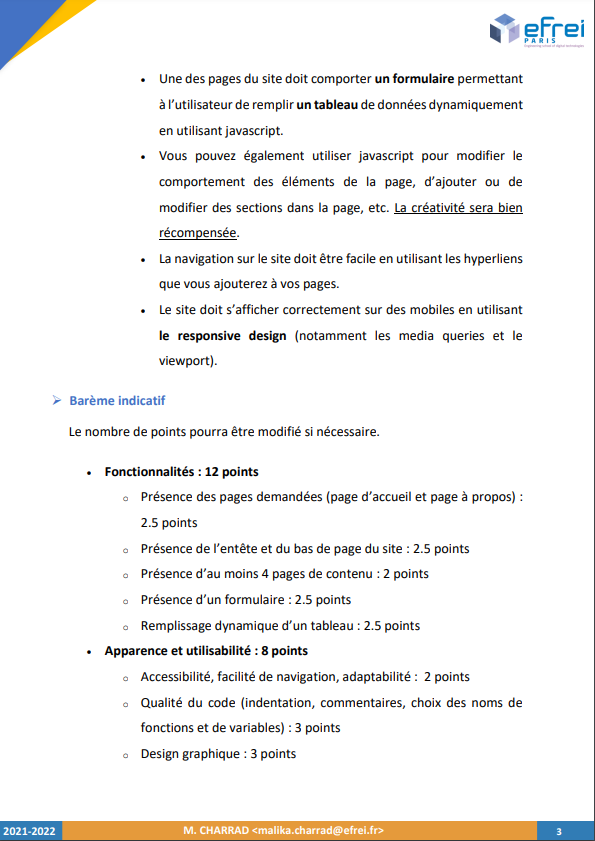 efrei
PARIS
Engineering school of digital technologies
• Une des pages du site doit comporter un formulaire permettant
à l’utilisateur de remplir un tableau de données dynamiquement
en utilisant javascript.
• Vous pouvez également utiliser javascript pour modifier le
comportement des éléments de la page, d’ajouter ou de
modifier des sections dans la page, etc. La créativité sera bien
récompensée.
• La navigation sur le site doit être facile en utilisant les hyperliens
que vous ajouterez à vos pages.
• Le site doit s’afficher correctement sur des mobiles en utilisant
le responsive design (notamment les media queries et le
viewport).
➢ Barème indicatif
Le nombre de points pourra être modifié si nécessaire.
• Fonctionnalités : 12 points
o Présence des pages demandées (page d’accueil et page à propos) :
2.5 points
o Présence de l’entête et du bas de page du site : 2.5 points
o Présence d’au moins 4 pages de contenu : 2 points
o Présence d’un formulaire : 2.5 points
o Remplissage dynamique d’un tableau : 2.5 points
• Apparence et utilisabilité : 8 points
o Accessibilité, facilité de navigation, adaptabilité : 2 points
o Qualité du code (indentation, commentaires, choix des noms de
fonctions et de variables) : 3 points
o Design graphique : 3 points
2021-2022
M. CHARRAD <malika.charrad@efrei.fr>
3